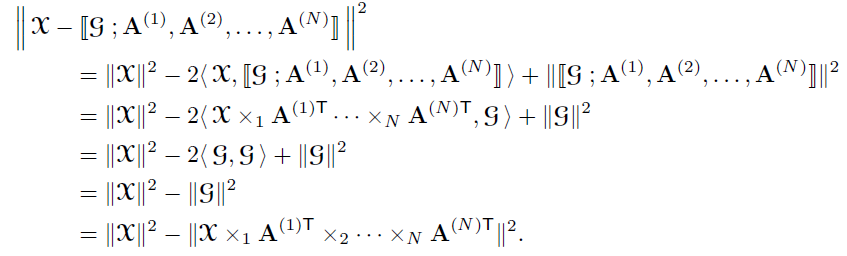 ‖ 𝒳 − ⟦𝒢 ; 𝐀⁽¹⁾, 𝐀⁽²⁾, . . . , 𝐀⁽ᴺ⁾⟧ ‖²
= ‖𝒳‖² − 2⟨ 𝒳, ⟦𝒢 ; 𝐀⁽¹⁾, 𝐀⁽²⁾, . . . , 𝐀⁽ᴺ⁾⟧ ⟩ + ‖⟦𝒢 ; 𝐀⁽¹⁾, 𝐀⁽²⁾, . . . , 𝐀⁽ᴺ⁾⟧‖²
= ‖𝒳‖² − 2⟨ 𝒳 ×₁ 𝐀⁽¹⁾ᵀ ⋯ ×_N 𝐀⁽ᴺ⁾ᵀ, 𝒢 ⟩ + ‖𝒢‖²
= ‖𝒳‖² − 2⟨ 𝒢, 𝒢 ⟩ + ‖𝒢‖²
= ‖𝒳‖² − ‖𝒢‖²
= ‖𝒳‖² − ‖𝒳 ×₁ 𝐀⁽¹⁾ᵀ ×₂ ⋯ ×_N 𝐀⁽ᴺ⁾ᵀ‖².